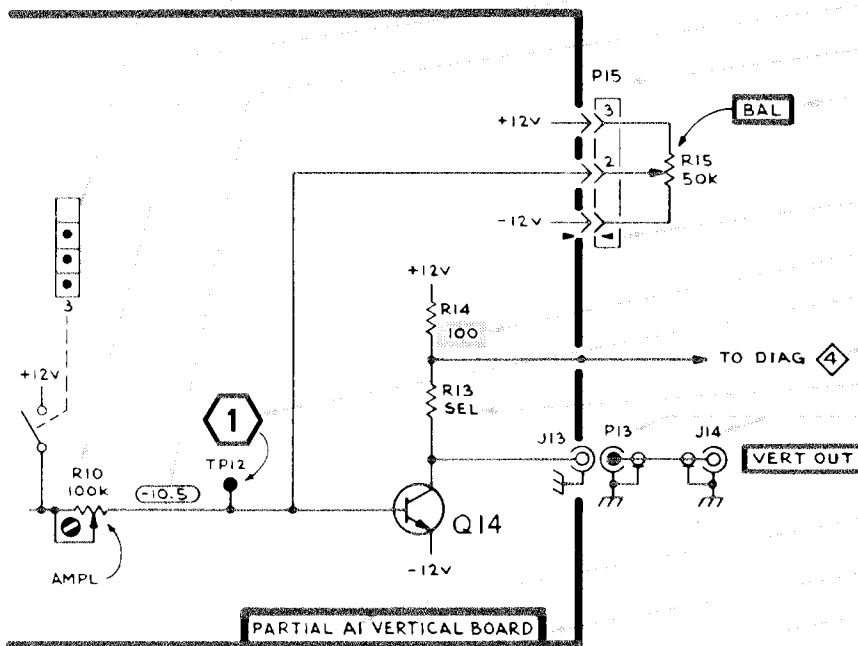 P15
+12V
3
BAL
2
R15
50K
-12V
3
+12V
R14
100
TO DIAG 4
+12V
1
R13
SEL
J13
P13
J14
VERT OUT
R10
100K
-10.5
TP12
Q14
AMPL
-12V
PARTIAL A1 VERTICAL BOARD